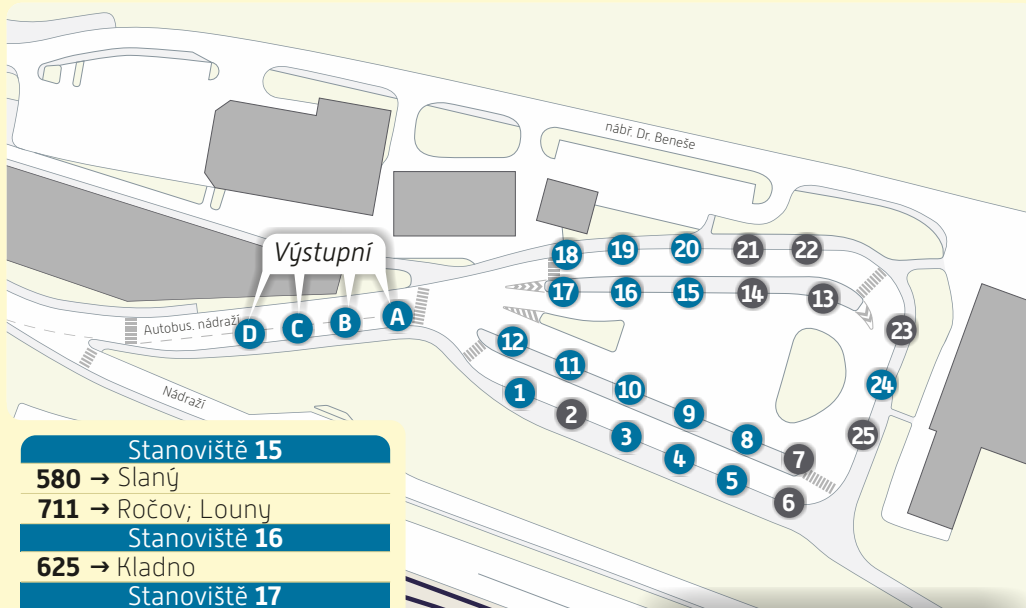 nábř. Dr. Beneše
Výstupní
18
19
20
21
22
17
16
15
14
13
23
Autobus. nádraží
D
C
B
A
12
11
10
9
8
7
24
25
1
2
3
4
5
6
Nádraží
Stanoviště 15
580 → Slaný
711 → Ročov; Louny
Stanoviště 16
625 → Kladno
Stanoviště 17